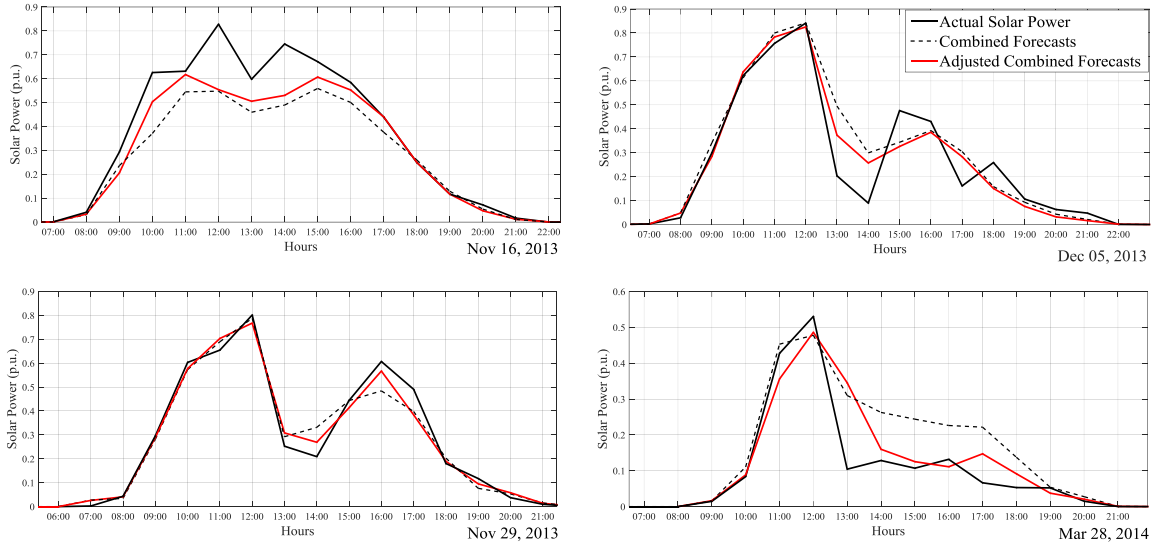 0.9
0.8
0.7
0.6
0.5
0.4
0.3
0.2
0.1
0
Solar Power (p.u.)
07:00 08:00 09:00 10:00 11:00 12:00 13:00 14:00 15:00 16:00 17:00 18:00 19:00 20:00 21:00 22:00
Hours
Nov 16, 2013
0.9
0.8
0.7
0.6
0.5
0.4
0.3
0.2
0.1
0
Solar Power (p.u.)
Actual Solar Power
Combined Forecasts
Adjusted Combined Forecasts
07:00 08:00 09:00 10:00 11:00 12:00 13:00 14:00 15:00 16:00 17:00 18:00 19:00 20:00 21:00 22:00
Hours
Dec 05, 2013
0.9
0.8
0.7
0.6
0.5
0.4
0.3
0.2
0.1
0
Solar Power (p.u.)
06:00 07:00 08:00 09:00 10:00 11:00 12:00 13:00 14:00 15:00 16:00 17:00 18:00 19:00 20:00 21:00
Hours
Nov 29, 2013
0.6
0.5
0.4
0.3
0.2
0.1
0
Solar Power (p.u.)
07:00 08:00 09:00 10:00 11:00 12:00 13:00 14:00 15:00 16:00 17:00 18:00 19:00 20:00 21:00
Hours
Mar 28, 2014